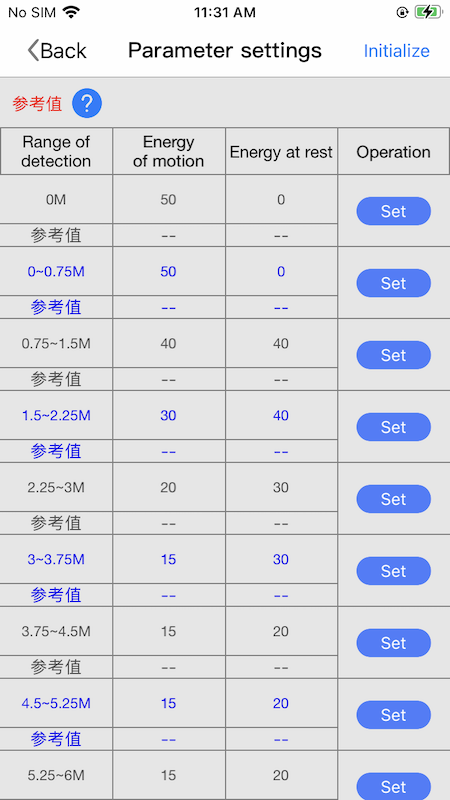 No SIM 11:31 AM
Back Parameter settings Initialize
参考值 ?
Range of detection Energy of motion Energy at rest Operation
0M 50 0 Set
参考值 -- --
0~0.75M 50 0 Set
参考值 -- --
0.75~1.5M 40 40 Set
参考值 -- --
1.5~2.25M 30 40 Set
参考值 -- --
2.25~3M 20 30 Set
参考值 -- --
3~3.75M 15 30 Set
参考值 -- --
3.75~4.5M 15 20 Set
参考值 -- --
4.5~5.25M 15 20 Set
参考值 -- --
5.25~6M 15 20 Set